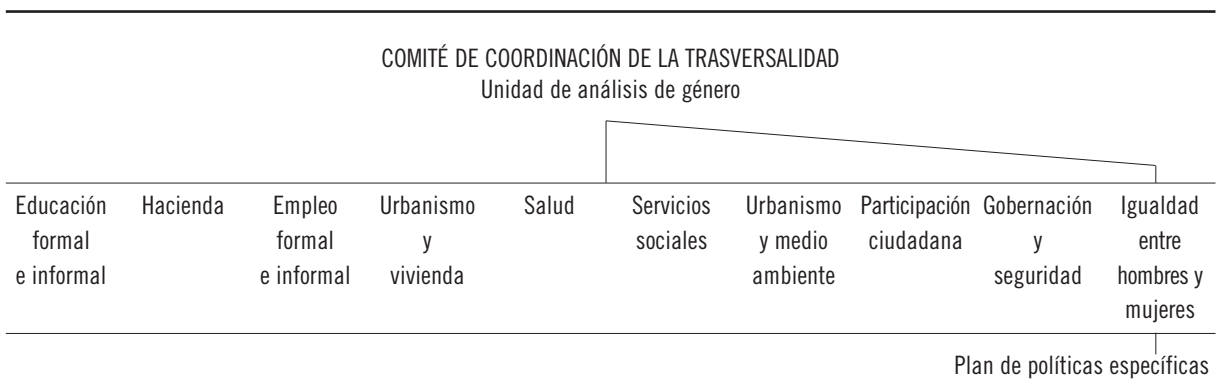 COMITÉ DE COORDINACIÓN DE LA TRASVERSALIDAD
Unidad de análisis de género
Educación formal e informal
Hacienda
Empleo formal e informal
Urbanismo y vivienda
Salud
Servicios sociales
Urbanismo y medio ambiente
Participación ciudadana
Gobernación y seguridad
Igualdad entre hombres y mujeres
Plan de políticas específicas